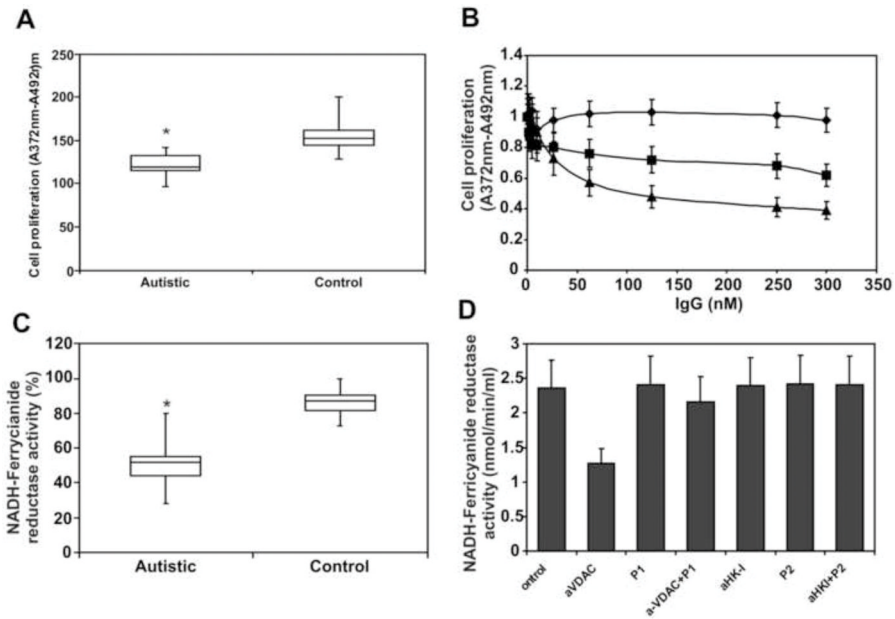 A
Cell proliferation (A372nm-A492nm)
250
200
150
100
50
0
*
Autistic
Control
B
Cell proliferation
(A372nm-A492nm)
1.4
1.2
1
0.8
0.6
0.4
0.2
0
0
50
100
150
200
250
300
350
IgG (nM)
C
NADH-Ferrycianide
reductase activity (%)
120
100
80
60
40
20
0
*
Autistic
Control
D
NADH-Ferricyanide reductase
activity (nmol/min/ml)
3
2.5
2
1.5
1
0.5
0
ontrol
aVDAC
P1
a-VDAC+P1
aHK-I
P2
aHKI+P2